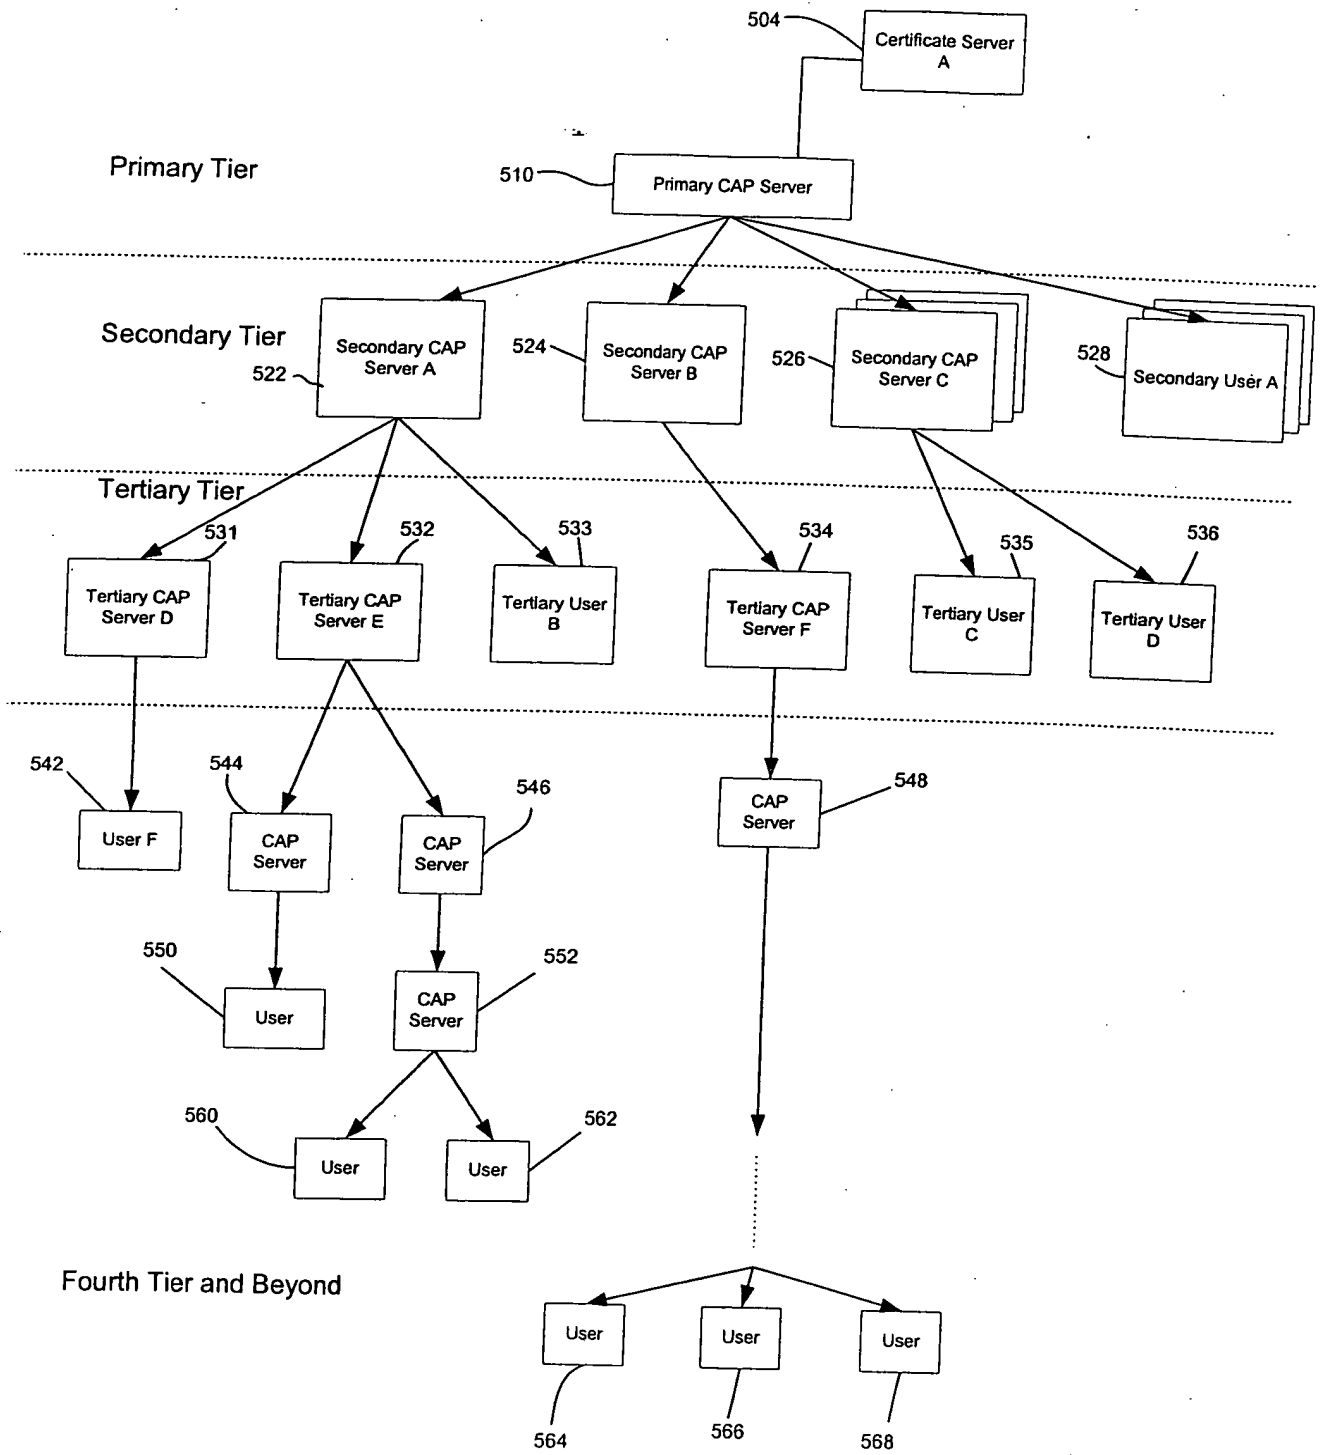 504
Certificate Server
A
Primary Tier
510
Primary CAP Server
Secondary Tier
522
Secondary CAP
Server A
524
Secondary CAP
Server B
526
Secondary CAP
Server C
528
Secondary User A
Tertiary Tier
531
532
533
534
535
536
Tertiary CAP
Server D
Tertiary CAP
Server E
Tertiary User
B
Tertiary CAP
Server F
Tertiary User
C
Tertiary User
D
542
544
546
548
User F
CAP
Server
CAP
Server
CAP
Server
550
552
User
CAP
Server
560
562
User
User
Fourth Tier and Beyond
User
User
User
564
566
568